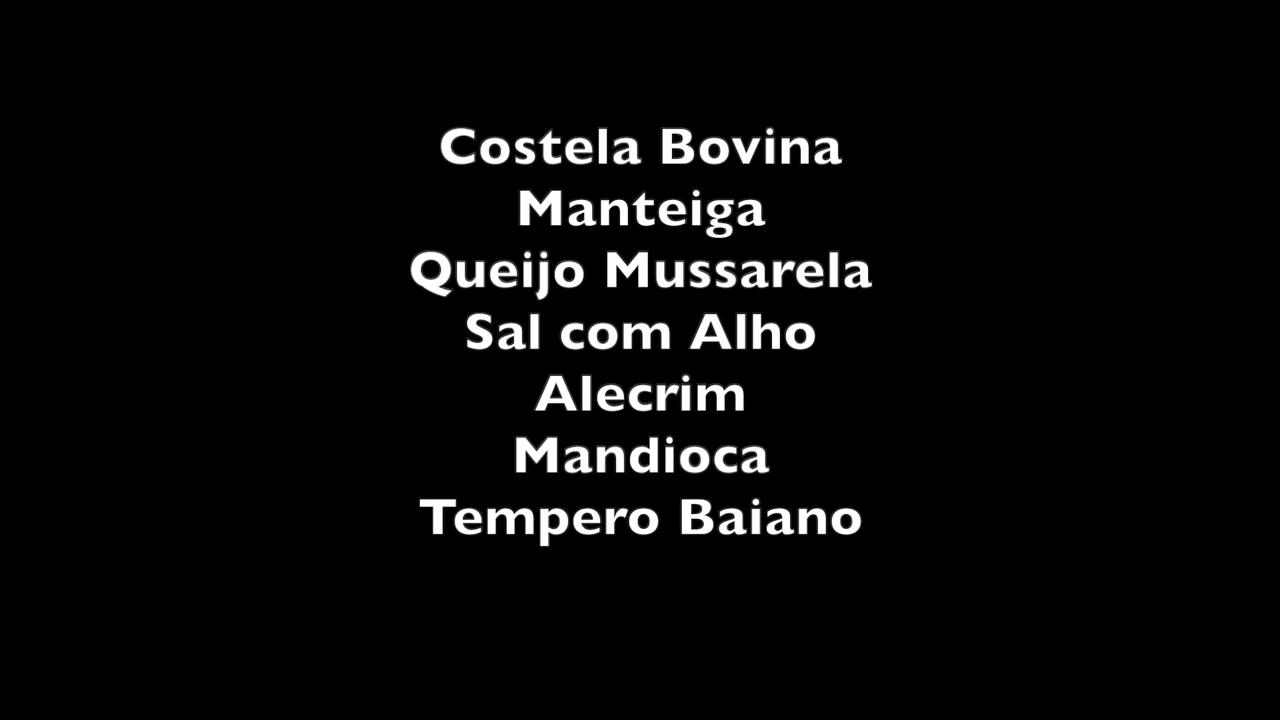 Costela Bovina
Manteiga
Queijo Mussarela
Sal com Alho
Alecrim
Mandioca
Tempero Baiano